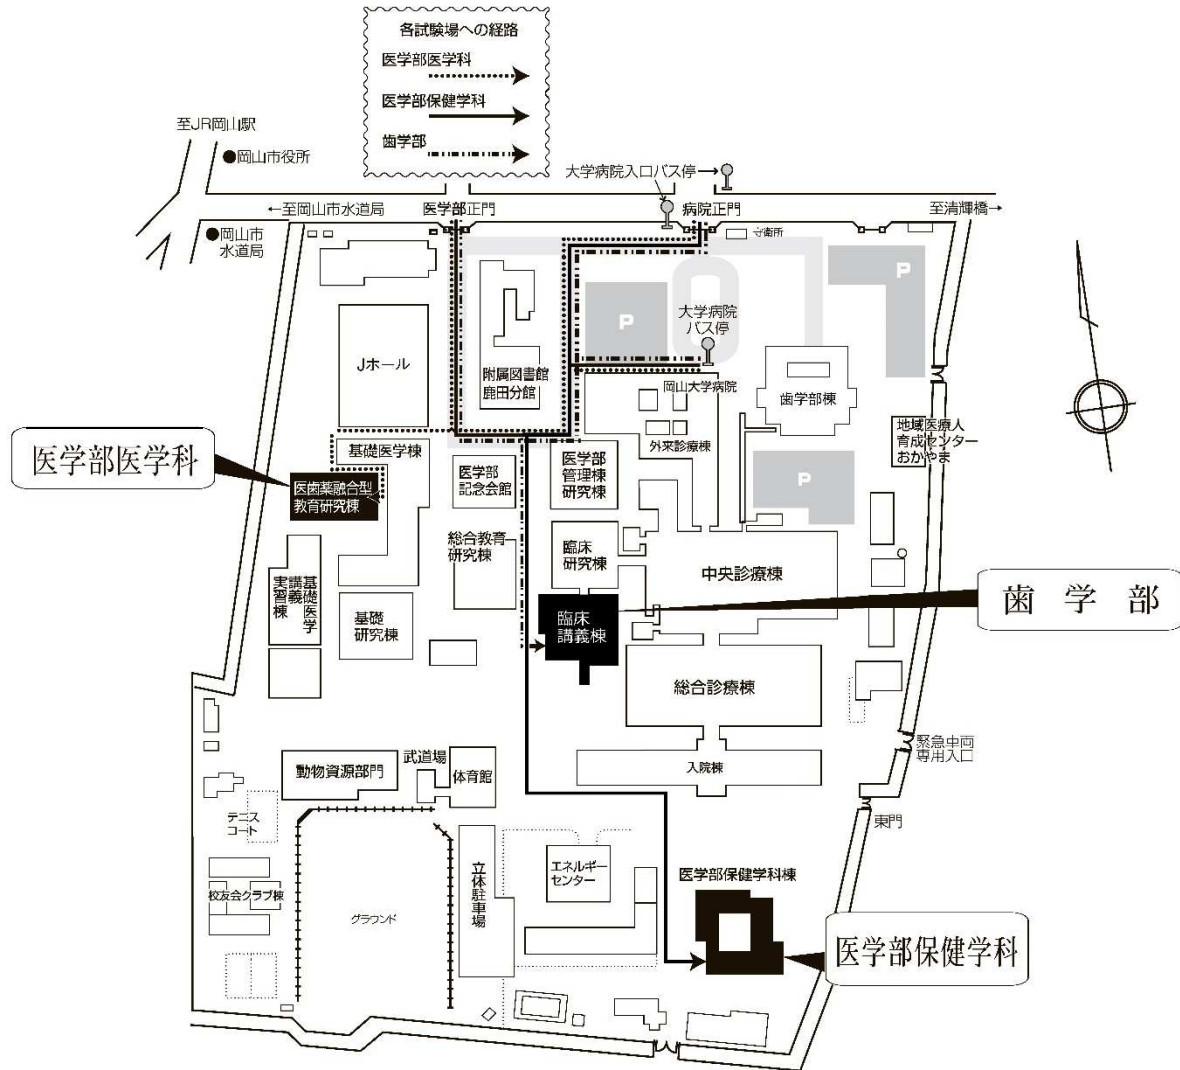 各試験場への経路
医学部医学科
医学部保健学科
歯学部
至JR岡山駅
●岡山市役所
大学病院入口バス停→
←至岡山市水道局
医学部正門
病院正門
至清輝橋→
●岡山市
水道局
守衛所
P
P
大学病院
バス停
Jホール
附属図書館
鹿田分館
岡山大学病院
歯学部棟
外来診療棟
地域医療人
育成センター
おかやま
医学部医学科
基礎医学棟
医歯薬融合型
教育研究棟
医学部
記念会館
医学部
管理棟
研究棟
P
総合教育
研究棟
臨床
研究棟
中央診療棟
基礎医学
講義
実習棟
基礎
研究棟
臨床
講義棟
歯学部
総合診療棟
緊急車両
専用入口
入院棟
動物資源部門
武道場
体育館
東門
テニス
コート
校友会クラブ棟
グラウンド
立体駐車場
エネルギー
センター
医学部保健学科棟
医学部保健学科